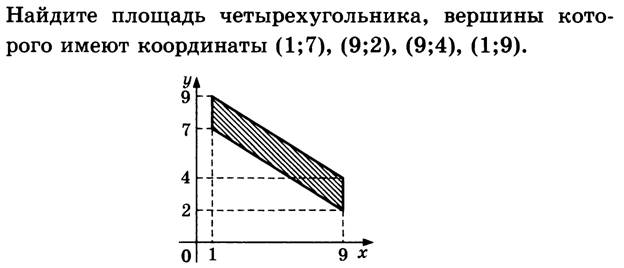 Найдите площадь четырехугольника, вершины кото-
рого имеют координаты (1;7), (9;2), (9;4), (1;9).
y
9
7
4
2
0 1 9 x